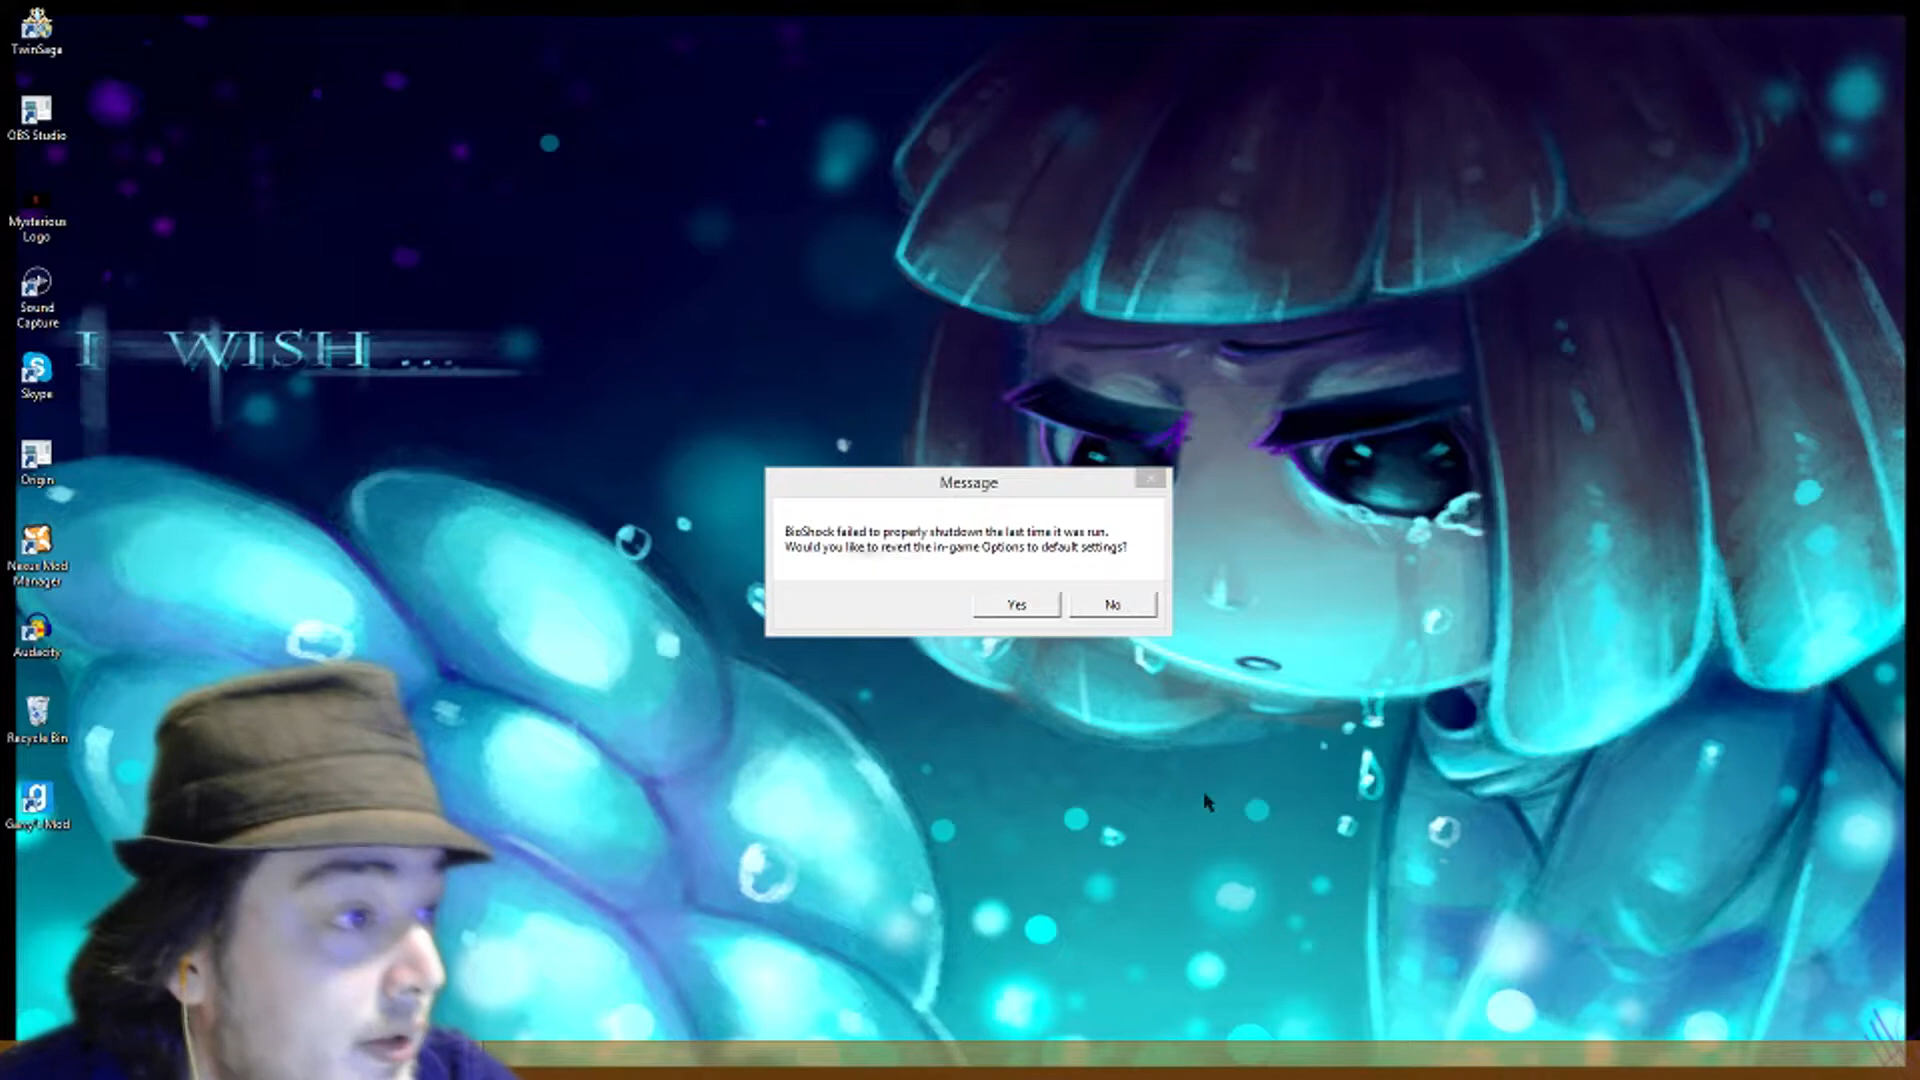 TwinSaga
OBS Studio
Mysterious
Logo
Sound
Capture
Skype
Origin
Nexus Mod
Manager
Audacity
Recycle Bin
Garry's Mod
I WISH ...
Message
BioShock failed to properly shutdown the last time it was run.
Would you like to revert the in-game Options to default settings?
Yes
No